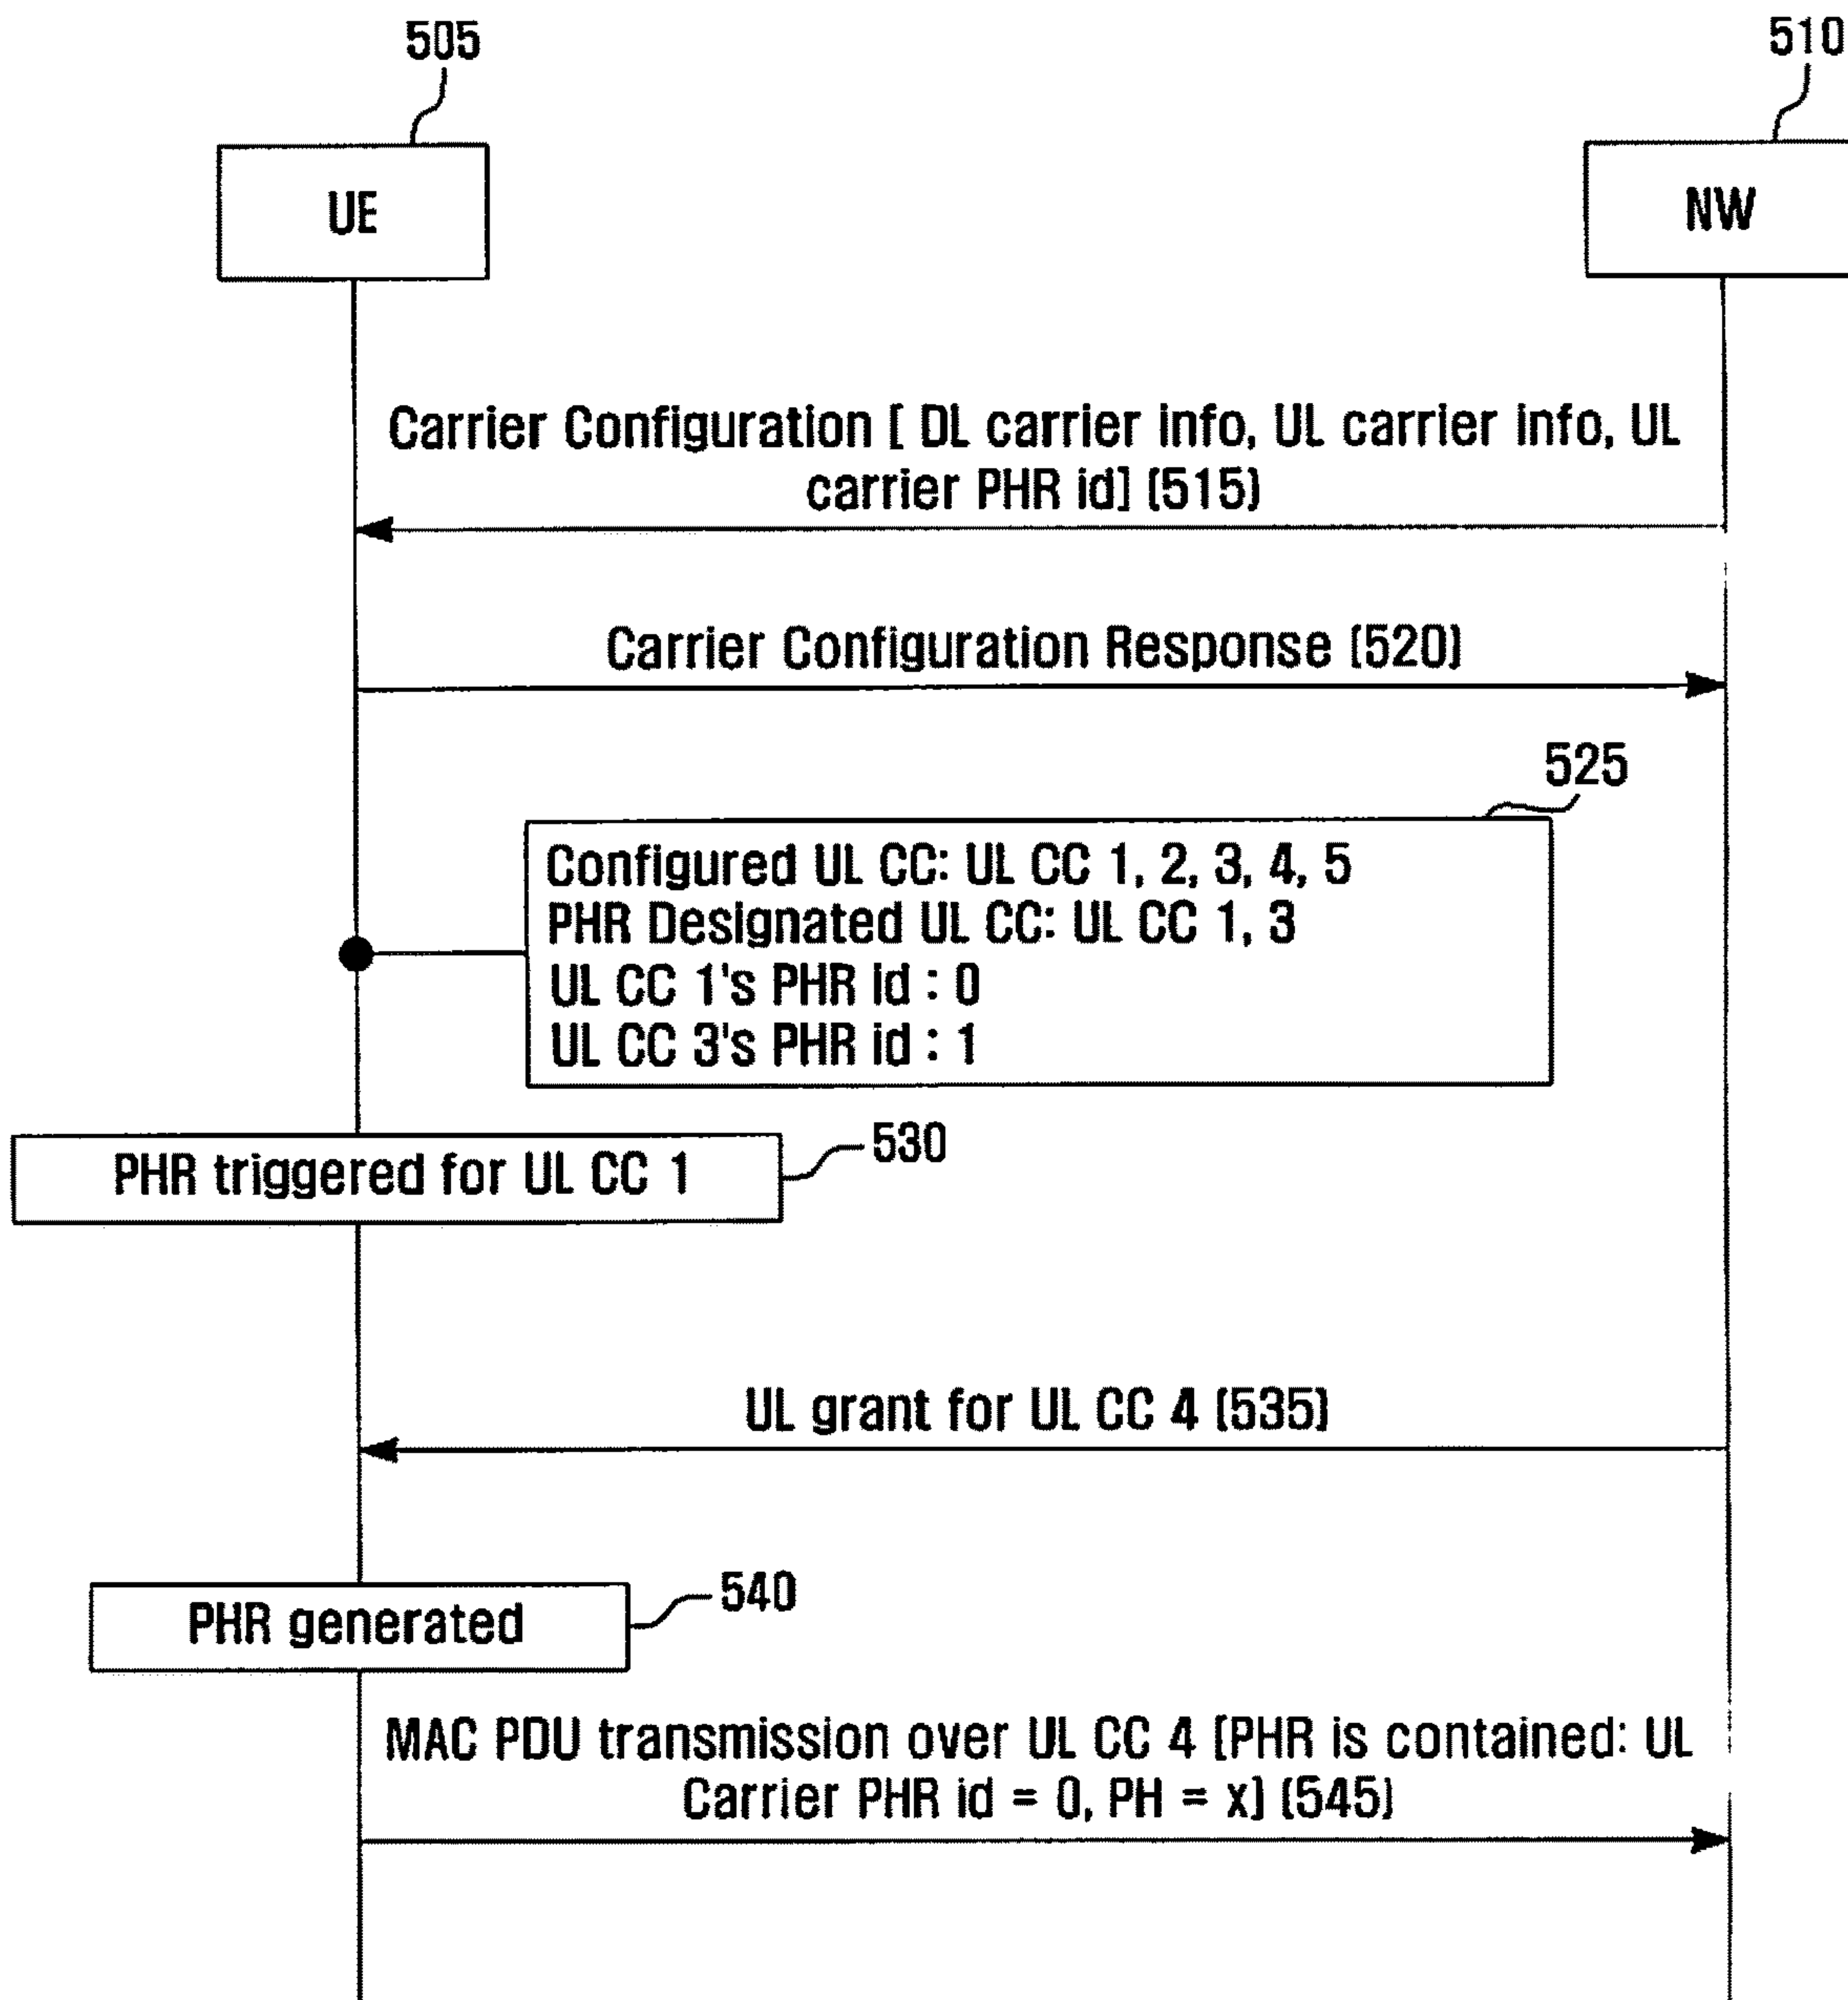 505
510
UE
NW
Carrier Configuration [ DL carrier info, UL carrier info, UL
carrier PHR id] (515)
Carrier Configuration Response (520)
525
Configured UL CC: UL CC 1, 2, 3, 4, 5
PHR Designated UL CC: UL CC 1, 3
UL CC 1's PHR id : 0
UL CC 3's PHR id : 1
PHR triggered for UL CC 1
530
UL grant for UL CC 4 (535)
PHR generated
540
MAC PDU transmission over UL CC 4 [PHR is contained: UL
Carrier PHR id = 0, PH = x] (545)